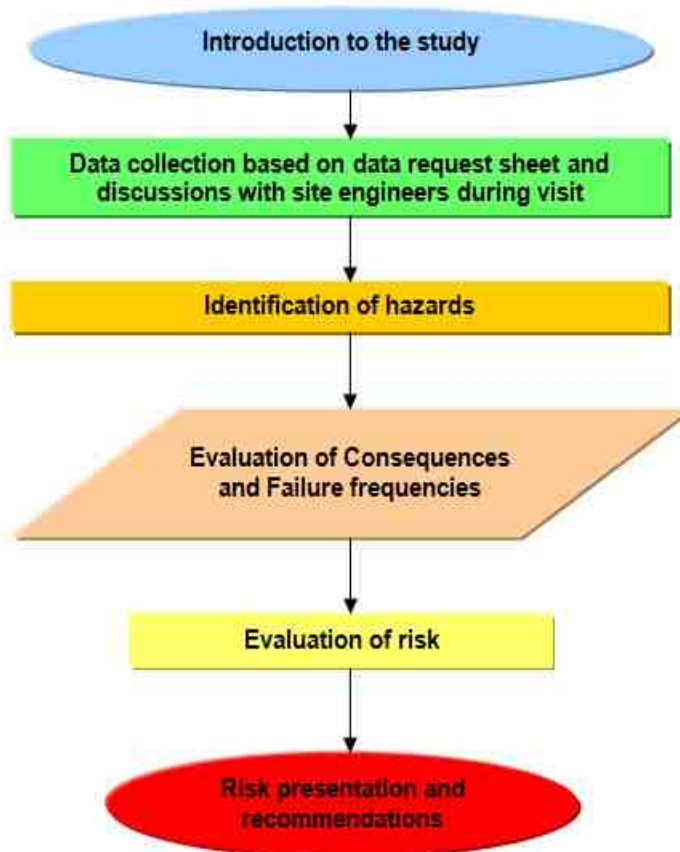 Introduction to the study
Data collection based on data request sheet and
discussions with site engineers during visit
Identification of hazards
Evaluation of Consequences
and Failure frequencies
Evaluation of risk
Risk presentation and
recommendations